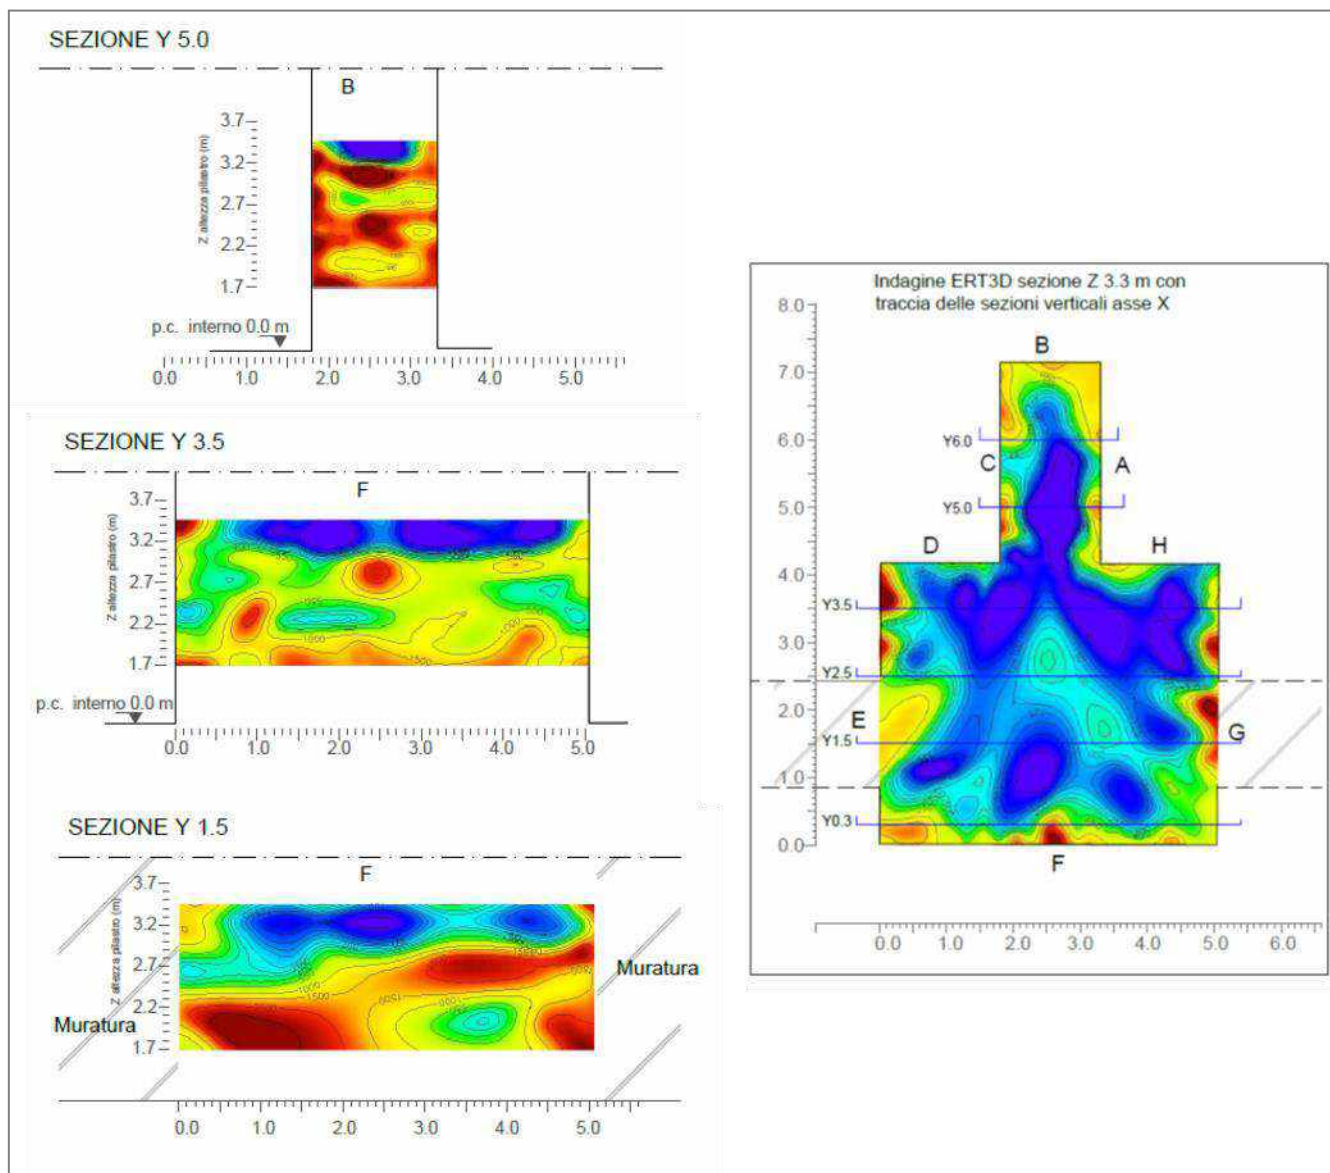 SEZIONE Y 5.0
B
3.7
3.2
2.7
2.2
1.7
Z altezza pilastro (m)
p.c. interno 0.0 m
0.0 1.0 2.0 3.0 4.0 5.0
SEZIONE Y 3.5
F
3.7
3.2
2.7
2.2
1.7
Z altezza pilastro (m)
1000
1000
1500
p.c. interno 0.0 m
0.0 1.0 2.0 3.0 4.0 5.0
SEZIONE Y 1.5
F
3.7
3.2
2.7
2.2
1.7
Z altezza pilastro (m)
1000
1500
1500
1000
Muratura
Muratura
0.0 1.0 2.0 3.0 4.0 5.0
Indagine ERT3D sezione Z 3.3 m con
traccia delle sezioni verticali asse X
8.0
7.0
6.0
5.0
4.0
3.0
2.0
1.0
0.0
B
Y6.0
C
A
Y5.0
D
H
Y3.5
Y2.5
E
G
Y1.5
Y0.3
F
0.0 1.0 2.0 3.0 4.0 5.0 6.0